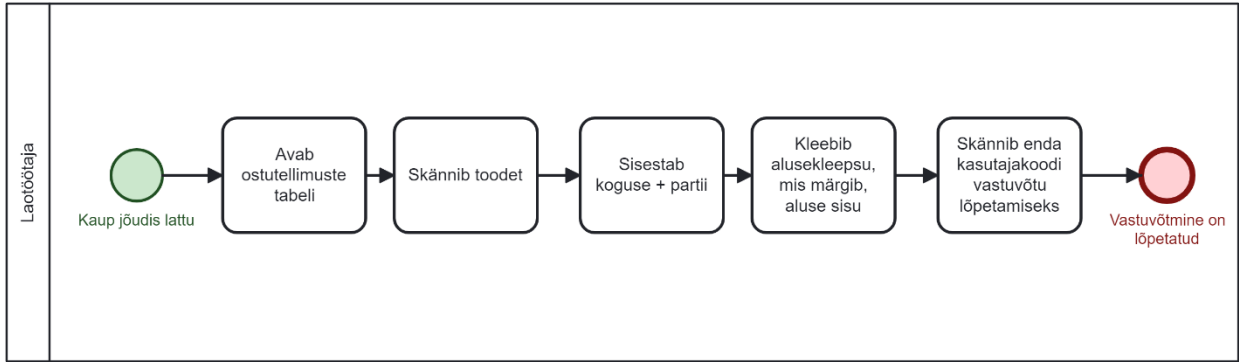 Laotöötaja
Kaup jõudis lattu
Avab
ostutellimuste
tabeli
Skännib toodet
Sisestab
koguse + partii
Kleebib
alusekleepsu,
mis märgib,
aluse sisu
Skännib enda
kasutajakoodi
vastuvõtu
lõpetamiseks
Vastuvõtmine on
lõpetatud